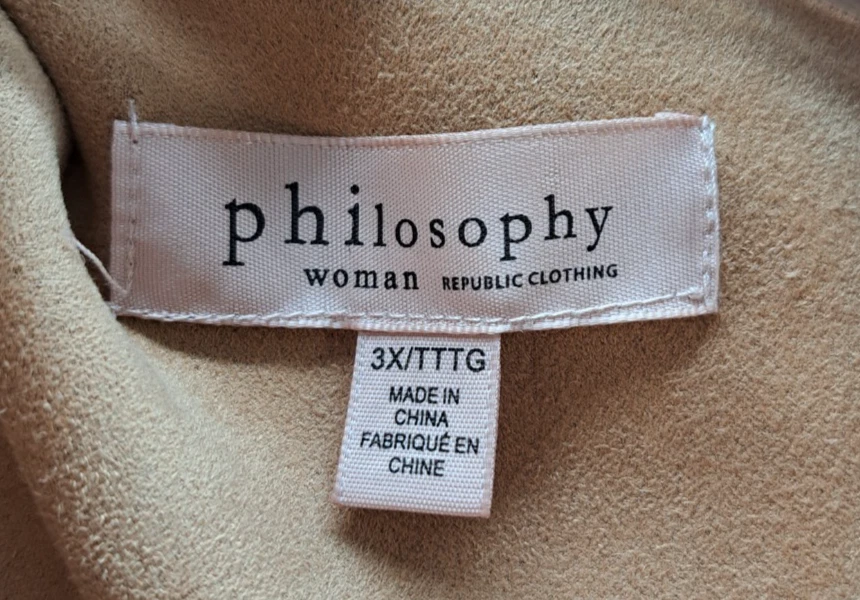 philosophy
woman REPUBLIC CLOTHING
3X/TTTG
MADE IN
CHINA
FABRIQUÉ EN
CHINE